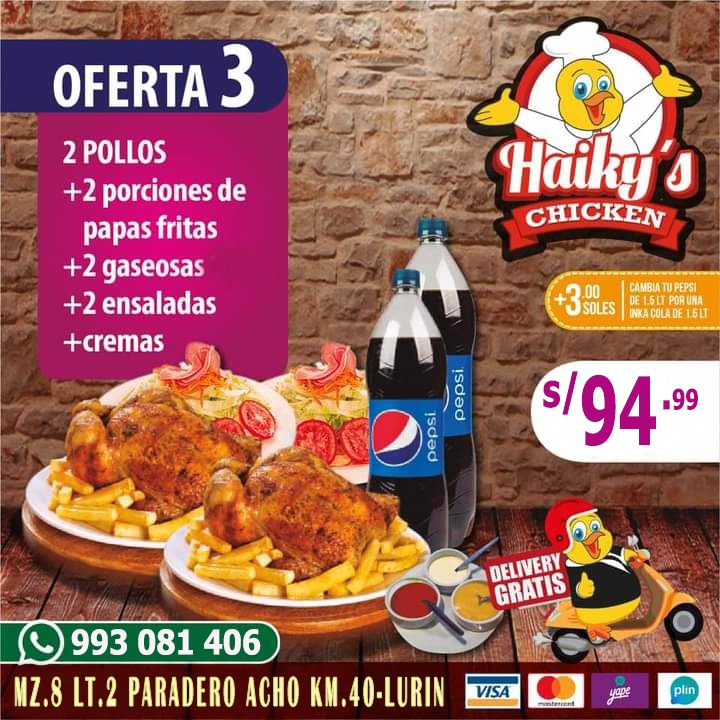 OFERTA 3
2 POLLOS
+2 porciones de
papas fritas
+2 gaseosas
+2 ensaladas
+cremas
Haiky's
CHICKEN
+3.00
SOLES
CAMBIA TU PEPSI
DE 1.5 LT POR UNA
INKA COLA DE 1.5 LT
S/94.99
pepsi
pepsi
DELIVERY
GRATIS
993 081 406
MZ.8 LT.2 PARADERO ACHO KM.40-LURIN
VISA
mastercard
yape
plin